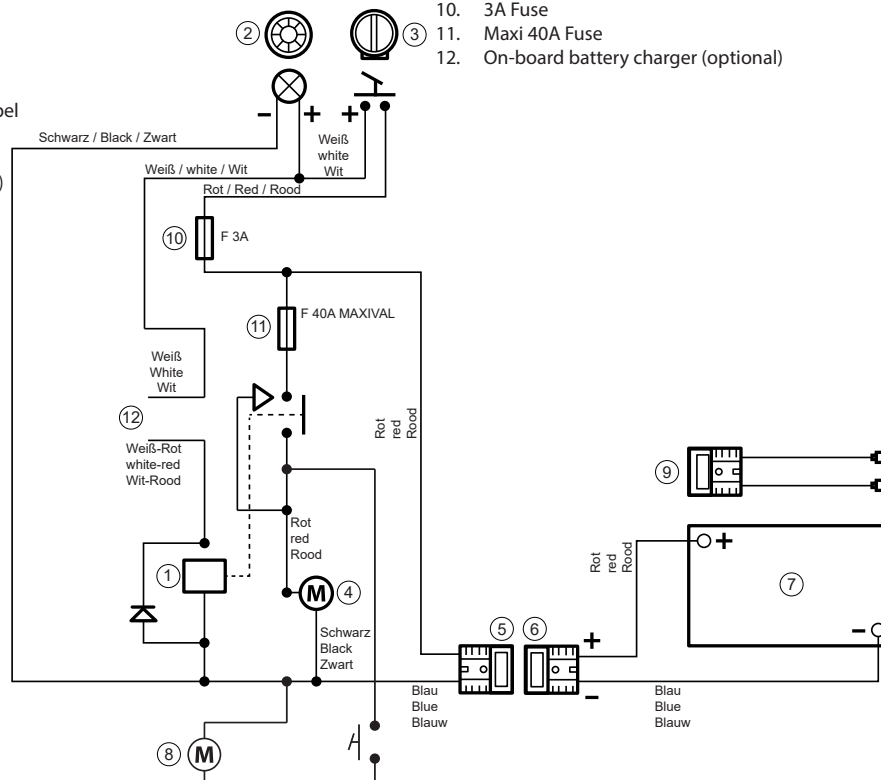 10. 3A Fuse
11. Maxi 40A Fuse
12. On-board battery charger (optional)
2
3
pel
)
- + +
Schwarz / Black / Zwart
Weiß
white
Wit
Weiß / white / Wit
Rot / Red / Rood
10
F 3A
11
F 40A MAXIVAL
Weiß
White
Wit
12
Weiß-Rot
white-red
Wit-Rood
Rot
red
Rood
9
Rot
red
Rood
1
M
4
Rot
red
Rood
+
7
-
Schwarz
Black
Zwart
5
6
+
-
Blau
Blue
Blauw
Blau
Blue
Blauw
8
M